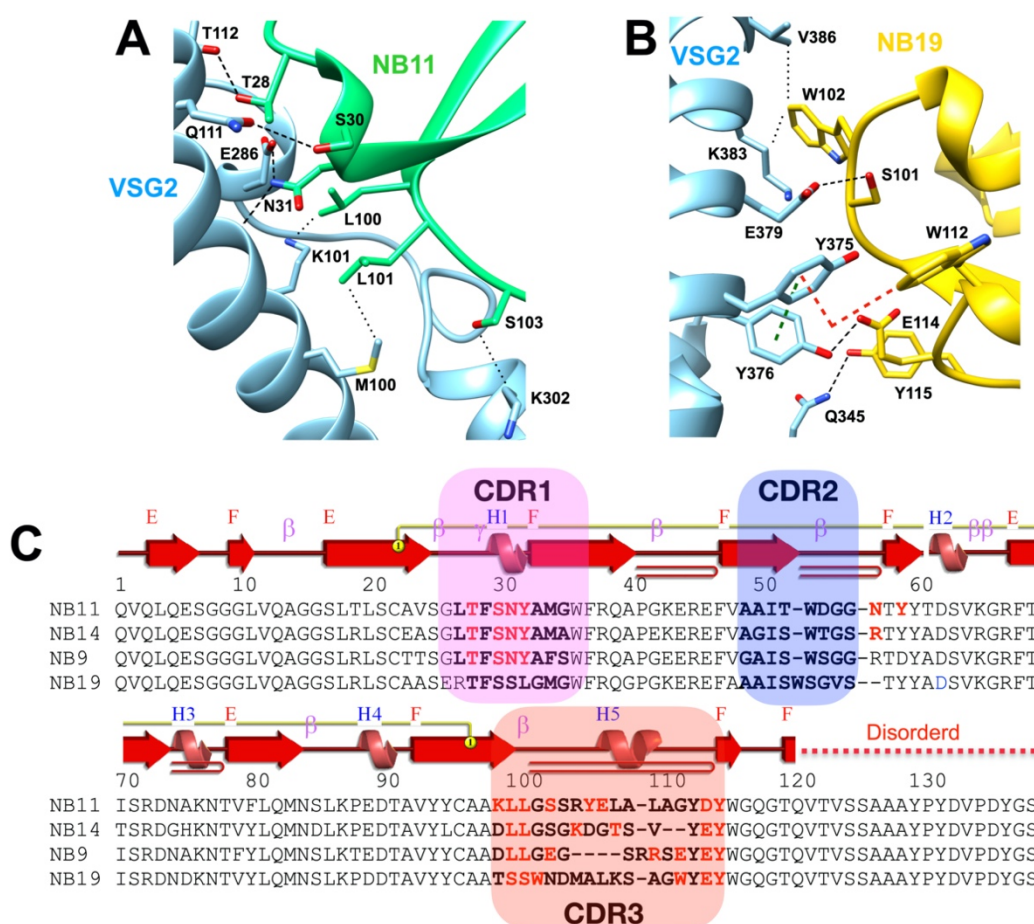 A
T112
T28
NB11
Q111
S30
E286
VSG2
N31
L100
K101
L101
S103
M100
K302
B
V386
VSG2
NB19
W102
K383
S101
E379
Y375
W112
E114
Y376
Y115
Q345
C
CDR1 CDR2
E F β E β γ H1 F β F β F H2 ββ E
1 10 20 30 40 50 60
NB11 QVQLQESGGGLVQAGGSLTLSCAVSGLTFSNYAMGWFRQAPGKEREFVAAIT-WDGG-NTYYTDSVKGRFT
NB14 QVQLQESGGGLVQAGGSLRLSCEASGLTFSNYAMAWFRQAPEKEREFVAGIS-WTGS-RTYYADSVRGRFT
NB9 QVQLQESGGGLVQAGGSLRLSCTTSGLTFSNYAFSWFRQAPGEEREFVGAIS-WSGG-RTDYADSVKGRFT
NB19 QVQLQESGGGLVQAGGSLRLSCAASERTFSSLGMGWFRQGPGKEREFVAAISWSGVS--TYYADSVKGRFT
H3 E β H4 F β H5 F F
Disorderd
70 80 90 100 110 120 130
NB11 ISRDNAKNTVFLQMNSLKPEDTAVYYCAAKLLGSSRYELA-LAGYDYWGQGTQVTVSSAAAYPYDVPDYGS
NB14 TSRDGHKNTVYLQMNDLKPEDTAVYLCAADLLGSGKDGTS-V--YEYWGQGTQVTVSSAAAYPYDVPDYGS
NB9 ISRDNDKNTFYLQMNSLKTEDTAVYYCAADLLGEG----SRRSEYEYWGQGTQVTVSSAAAYPYDVPDYGS
NB19 ISRDNAKNTVYLQMNSLKPDDTAVYYCAATSSWNDMALKS-AGWYEYWGQGTQVTVSSAAAYPYDVPDYGS
CDR3